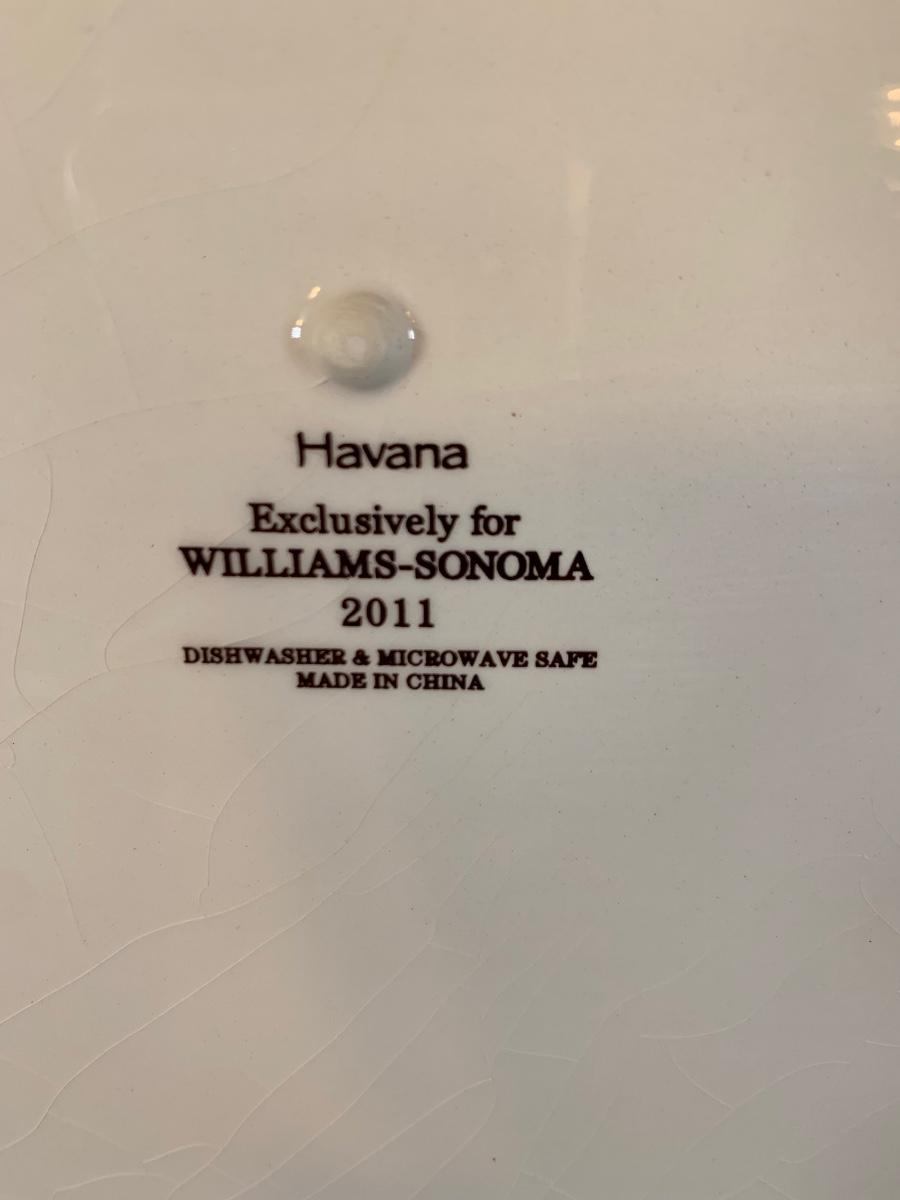 Havana
Exclusively for
WILLIAMS-SONOMA
2011
DISHWASHER & MICROWAVE SAFE
MADE IN CHINA